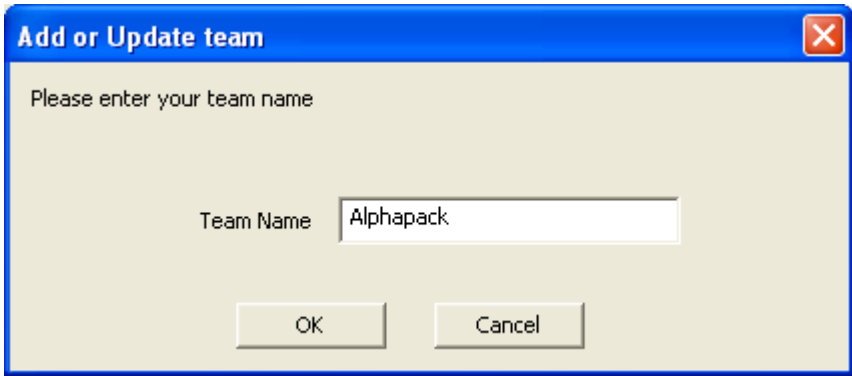 Add or Update team
Please enter your team name
Team Name Alphapack
OK Cancel